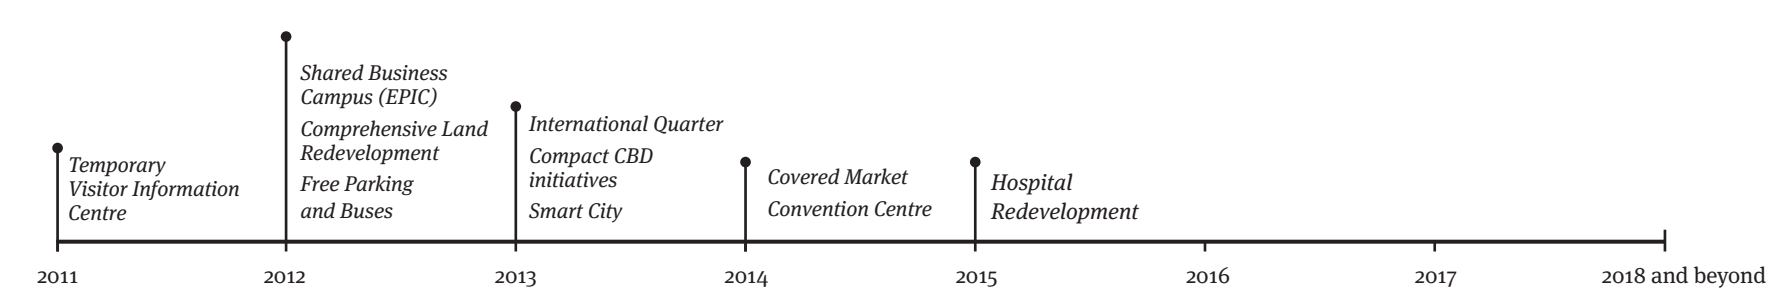 Temporary
Visitor Information
Centre
Shared Business
Campus (EPIC)
Comprehensive Land
Redevelopment
Free Parking
and Buses
International Quarter
Compact CBD
initiatives
Smart City
Covered Market
Convention Centre
Hospital
Redevelopment
2011
2012
2013
2014
2015
2016
2017
2018 and beyond